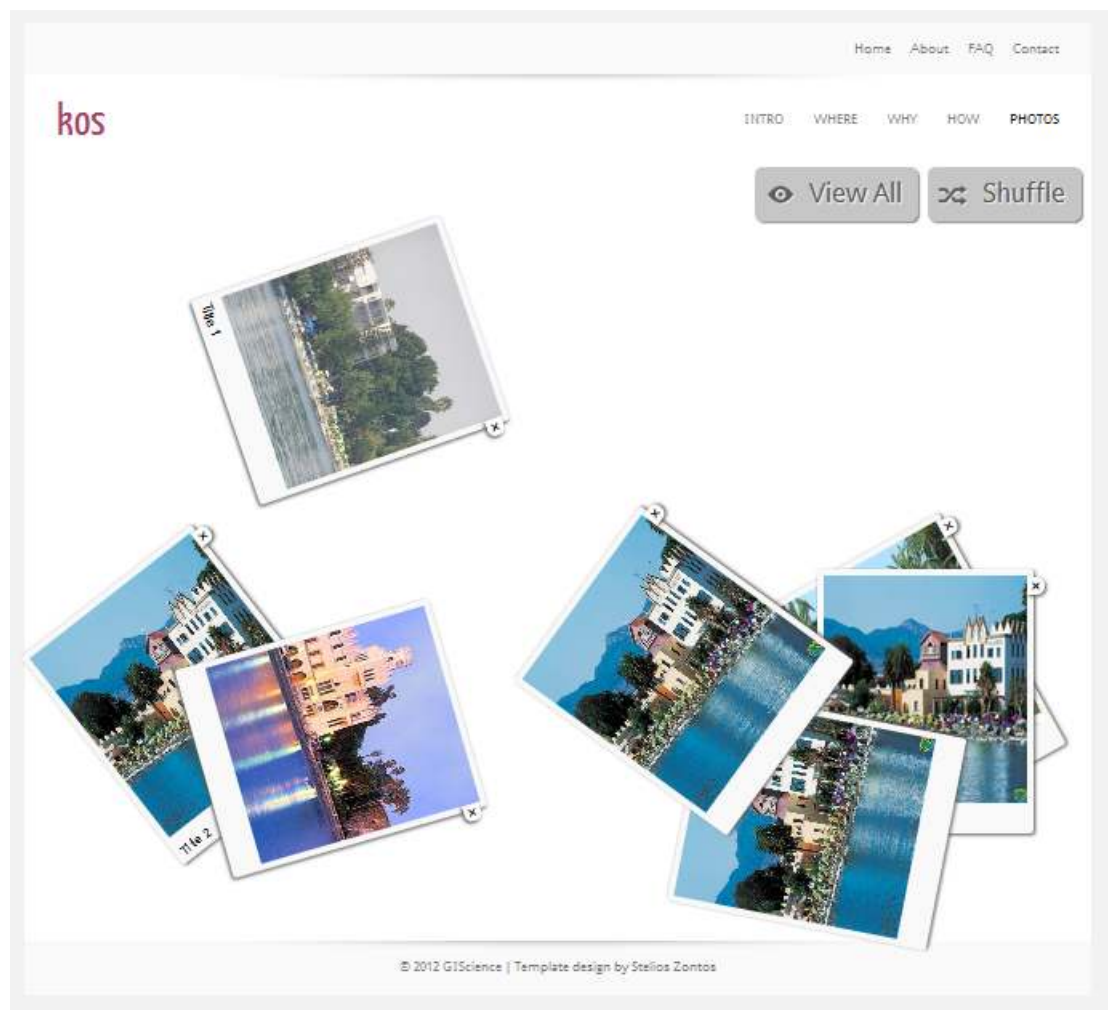 Home About FAQ Contact
kos
INTRO WHERE WHY HOW PHOTOS
View All Shuffle
Title 1
Title 2
© 2012 GIScience | Template design by Stelios Zontos